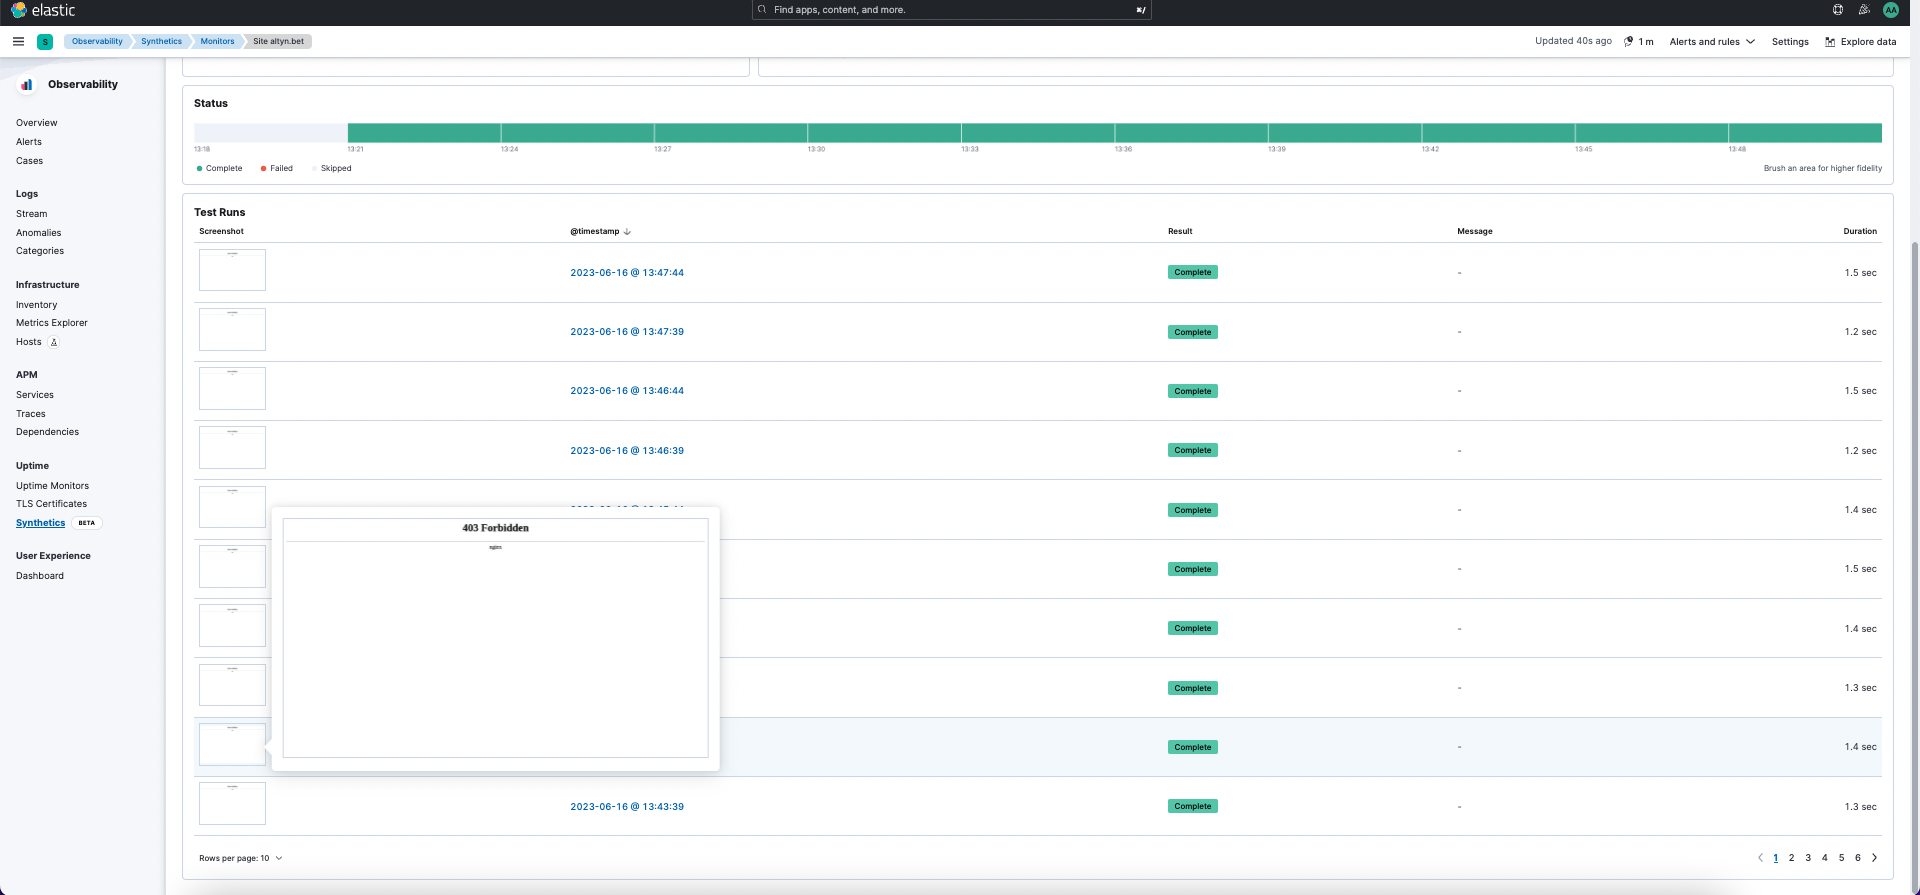 elastic
Find apps, content, and more.
⌘/
AA
S
Observability
Synthetics
Monitors
Site altyn.bet
Updated 40s ago
1 m
Alerts and rules
Settings
Explore data
Observability
Overview
Alerts
Cases
Logs
Stream
Anomalies
Categories
Infrastructure
Inventory
Metrics Explorer
Hosts
APM
Services
Traces
Dependencies
Uptime
Uptime Monitors
TLS Certificates
Synthetics BETA
User Experience
Dashboard
Status
13:18 13:21 13:24 13:27 13:30 13:33 13:36 13:39 13:42 13:45 13:48
Complete Failed Skipped
Brush an area for higher fidelity
Test Runs
Screenshot @timestamp Result Message Duration
2023-06-16 @ 13:47:44 Complete - 1.5 sec
2023-06-16 @ 13:47:39 Complete - 1.2 sec
2023-06-16 @ 13:46:44 Complete - 1.5 sec
2023-06-16 @ 13:46:39 Complete - 1.2 sec
Complete - 1.4 sec
403 Forbidden
nginx
Complete - 1.5 sec
Complete - 1.4 sec
Complete - 1.3 sec
Complete - 1.4 sec
2023-06-16 @ 13:43:39 Complete - 1.3 sec
Rows per page: 10
1 2 3 4 5 6